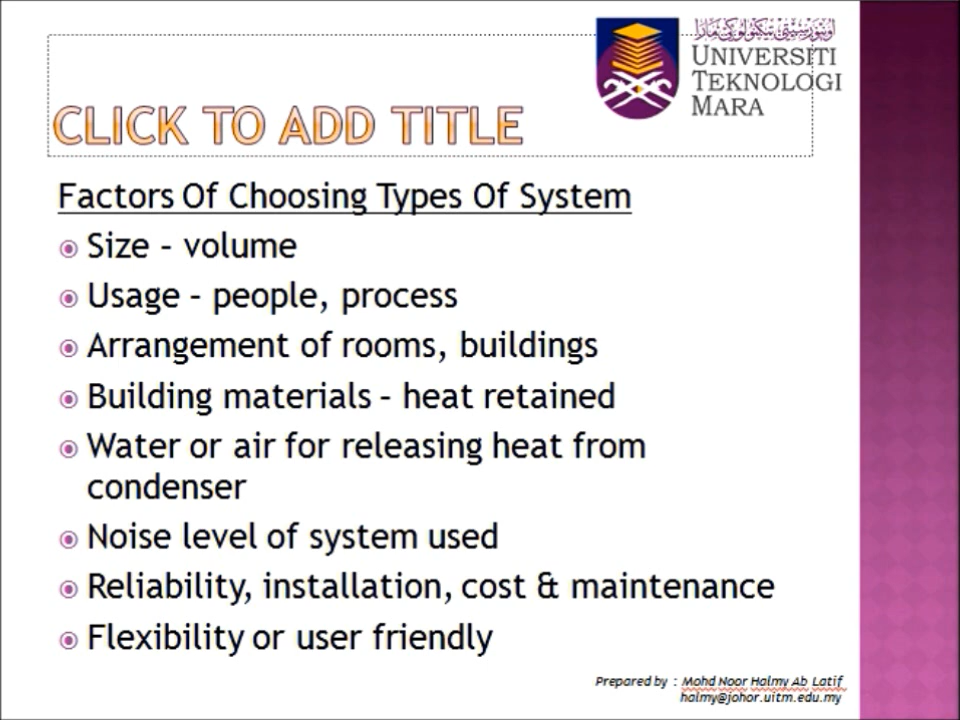 اونيۏرسيتي تيكنولوڬي مارا
UNIVERSITI
TEKNOLOGI
MARA
CLICK TO ADD TITLE
Factors Of Choosing Types Of System
Size – volume
Usage – people, process
Arrangement of rooms, buildings
Building materials – heat retained
Water or air for releasing heat from
condenser
Noise level of system used
Reliability, installation, cost & maintenance
Flexibility or user friendly
Prepared by : Mohd Noor Halmy Ab Latif
halmy@johor.uitm.edu.my